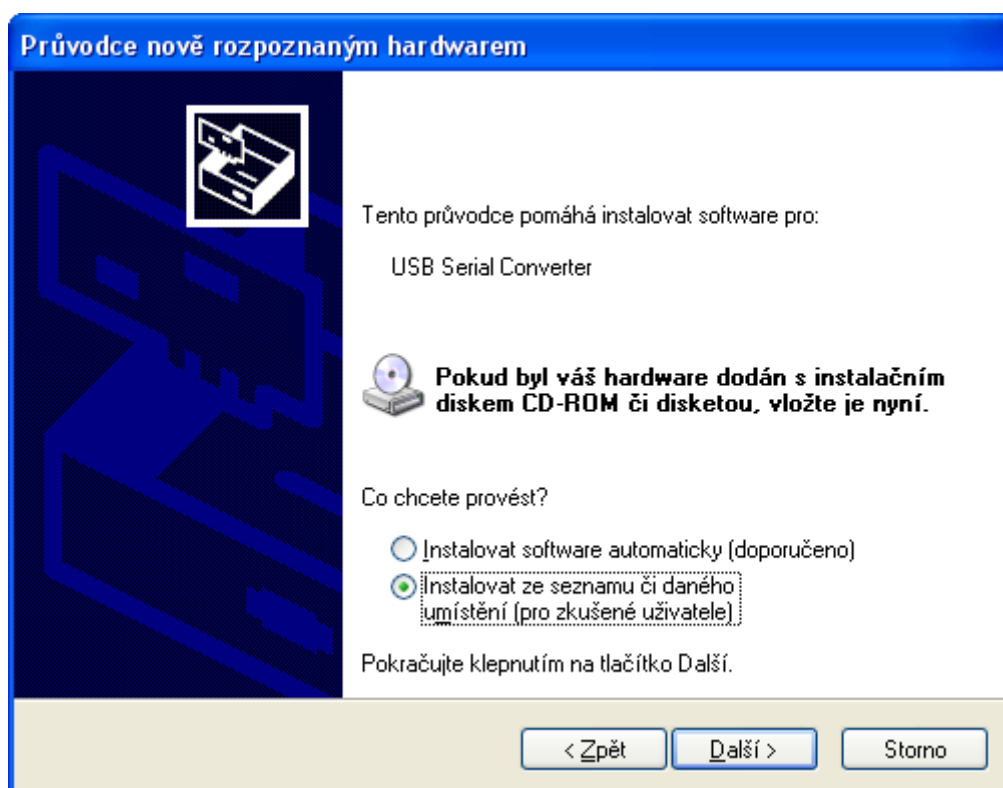 Průvodce nově rozpoznaným hardwarem
Tento průvodce pomáhá instalovat software pro:
USB Serial Converter
Pokud byl váš hardware dodán s instalačním
diskem CD-ROM či disketou, vložte je nyní.
Co chcete provést?
Instalovat software automaticky (doporučeno)
Instalovat ze seznamu či daného
umístění (pro zkušené uživatele)
Pokračujte klepnutím na tlačítko Další.
< Zpět
Další >
Storno